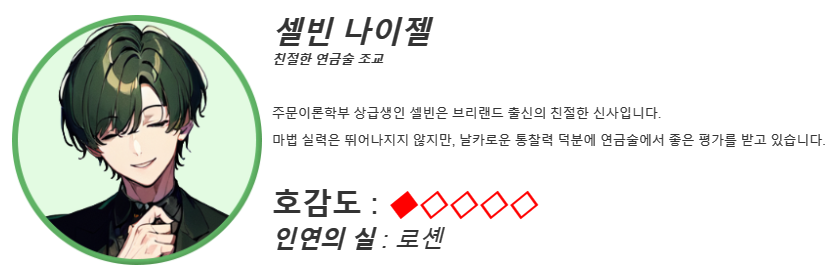 셀빈 나이젤
친절한 연금술 조교
주문이론학부 상급생인 셀빈은 브리랜드 출신의 친절한 신사입니다.
마법 실력은 뛰어나지지 않지만, 날카로운 통찰력 덕분에 연금술에서 좋은 평가를 받고 있습니다.
호감도 : ◆◇◇◇◇
인연의 실 : 로셴